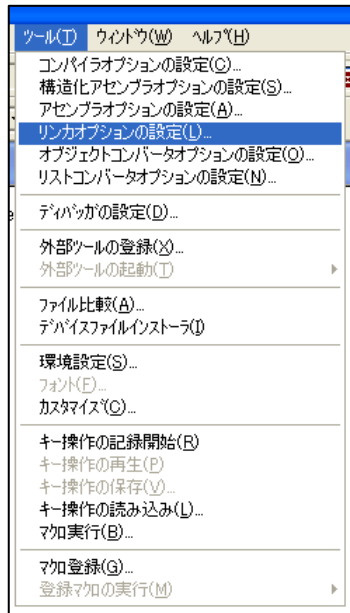 ツール(T) ウィンドウ(W) ヘルプ(H)
コンパイラオプションの設定(C)...
構造化アセンブラオプションの設定(S)...
アセンブラオプションの設定(A)...
リンカオプションの設定(L)...
オブジェクトコンバータオプションの設定(O)...
リストコンバータオプションの設定(N)...
ディバッガの設定(D)...
外部ツールの登録(X)...
外部ツールの起動(T)
ファイル比較(A)...
デバイスファイルインストーラ(I)
環境設定(S)...
フォント(F)...
カスタマイズ(C)...
キー操作の記録開始(R)
キー操作の再生(P)
キー操作の保存(V)...
キー操作の読み込み(L)...
マクロ実行(B)...
マクロ登録(G)...
登録マクロの実行(M)